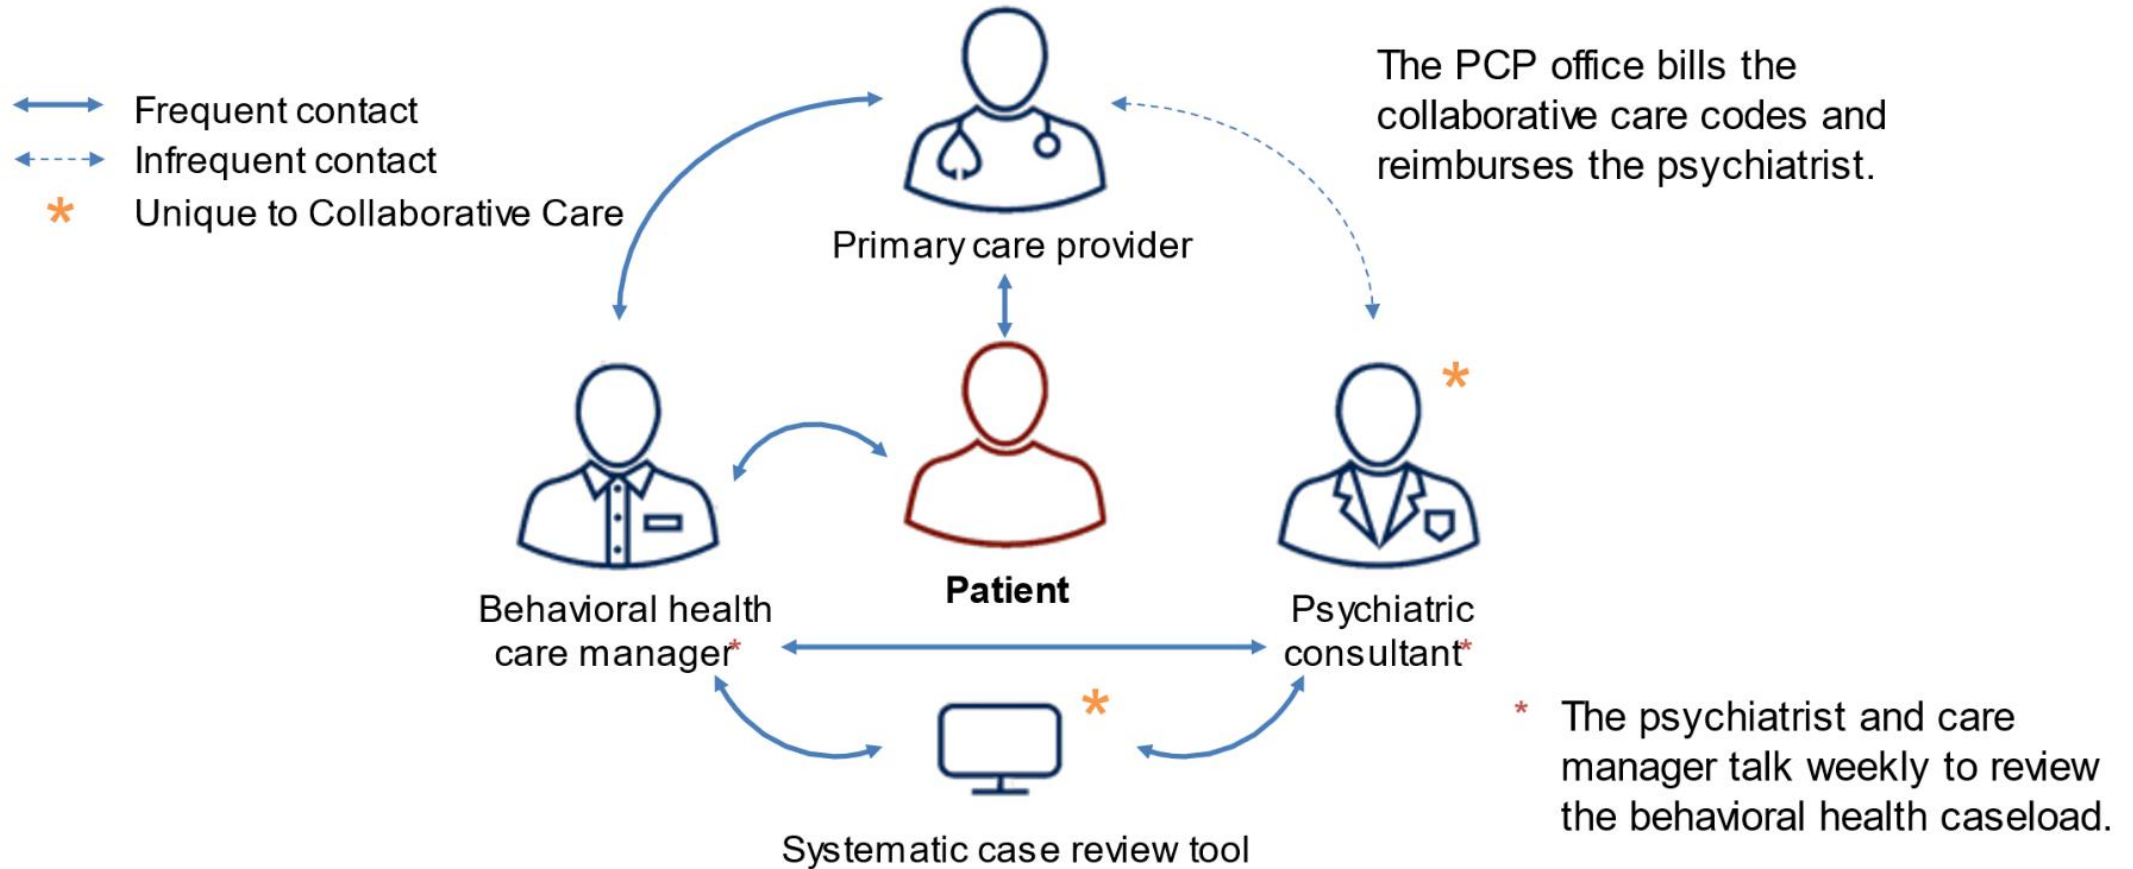 Frequent contact
Infrequent contact
* Unique to Collaborative Care
The PCP office bills the
collaborative care codes and
reimburses the psychiatrist.
Primary care provider
*
Patient
Behavioral health
care manager*
Psychiatric
consultant*
*
Systematic case review tool
* The psychiatrist and care
manager talk weekly to review
the behavioral health caseload.